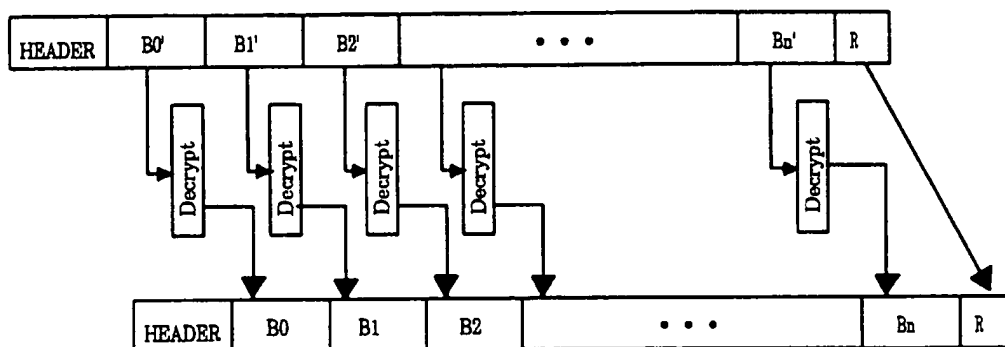 HEADER B0' B1' B2' • • • Bn' R
Decrypt Decrypt Decrypt Decrypt Decrypt
HEADER B0 B1 B2 • • • Bn R